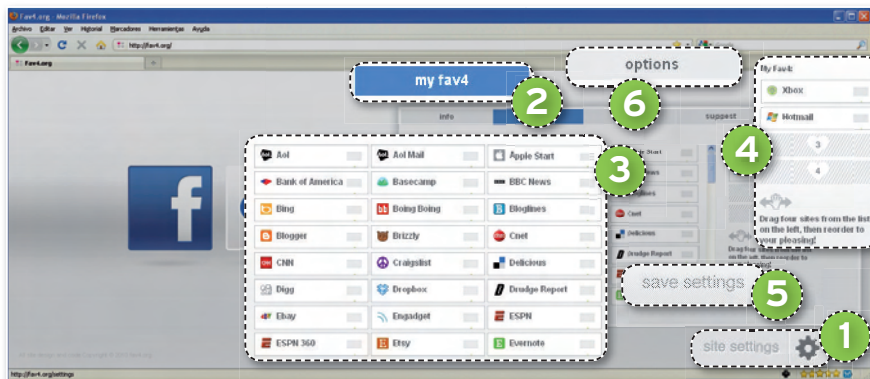 Fav4.org - Mozilla Firefox
Archivo Editar Ver Historial Marcadores Herramientas Ayuda
http://fav4.org/
Fav4.org
my fav4
options
2
6
info
suggest
My Fav4:
Xbox
Hotmail
3
4
4
Drag four sites from the list
on the left, then reorder to
your pleasing!
3
Aol
Aol Mail
Apple Start
Bank of America
Basecamp
BBC News
Bing
Boing Boing
Bloglines
Blogger
Brizzly
Cnet
CNN
Craigslist
Delicious
Digg
Dropbox
Drudge Report
Ebay
Engadget
ESPN
ESPN 360
Etsy
Evernote
Cnet
Delicious
Drudge Report
save settings
5
site settings
1
http://fav4.org/settings